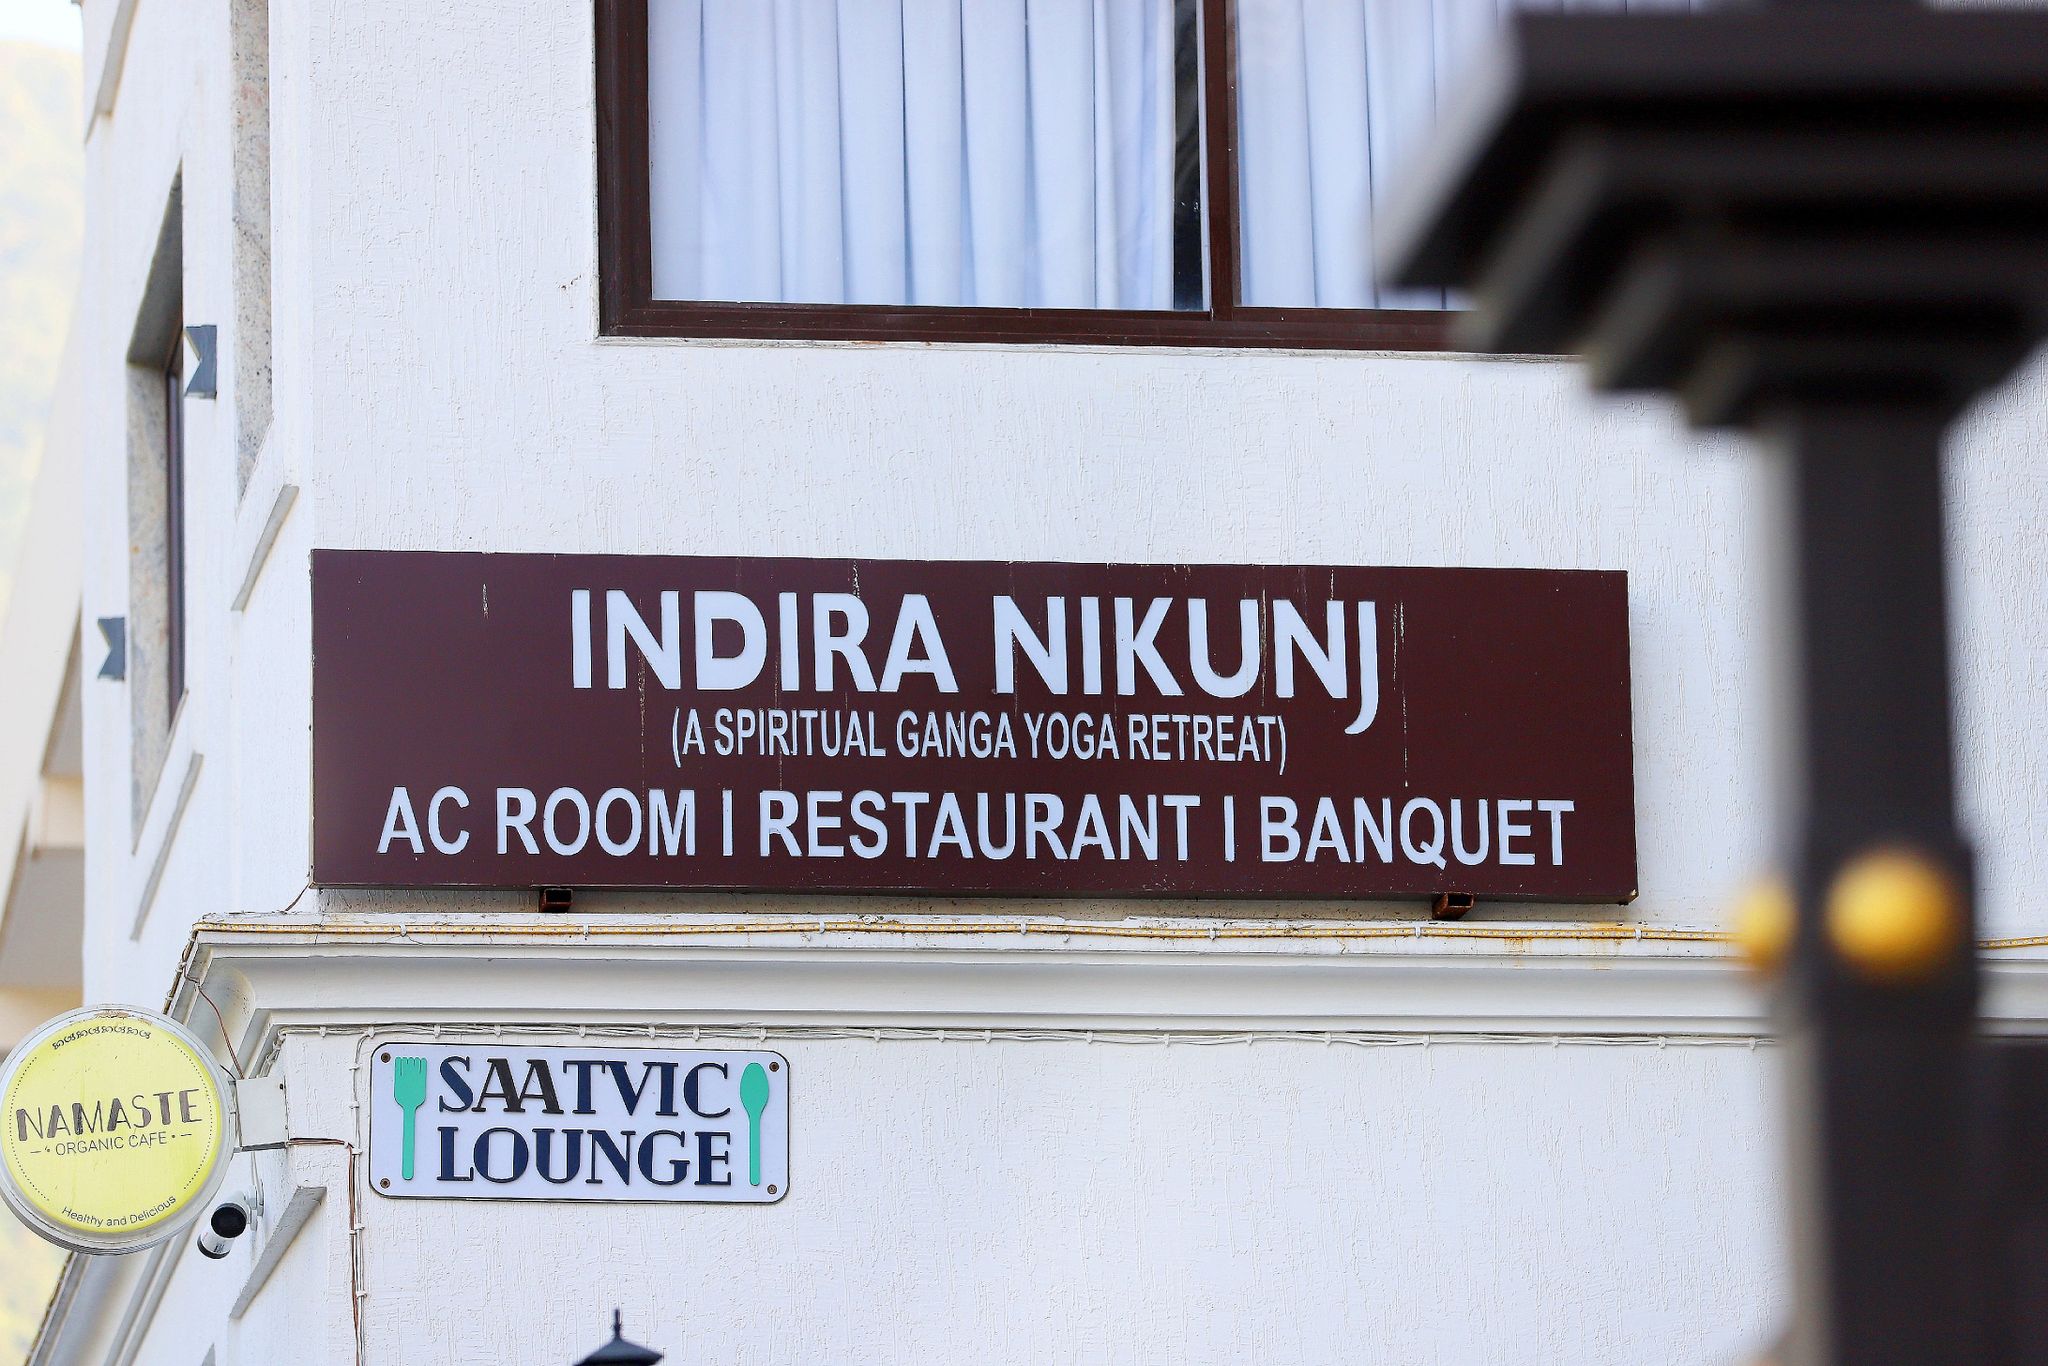 INDIRA NIKUNJ
(A SPIRITUAL GANGA YOGA RETREAT)
AC ROOM I RESTAURANT I BANQUET
SAATVIC
LOUNGE
NAMASTE
ORGANIC CAFE
Healthy and Delicious